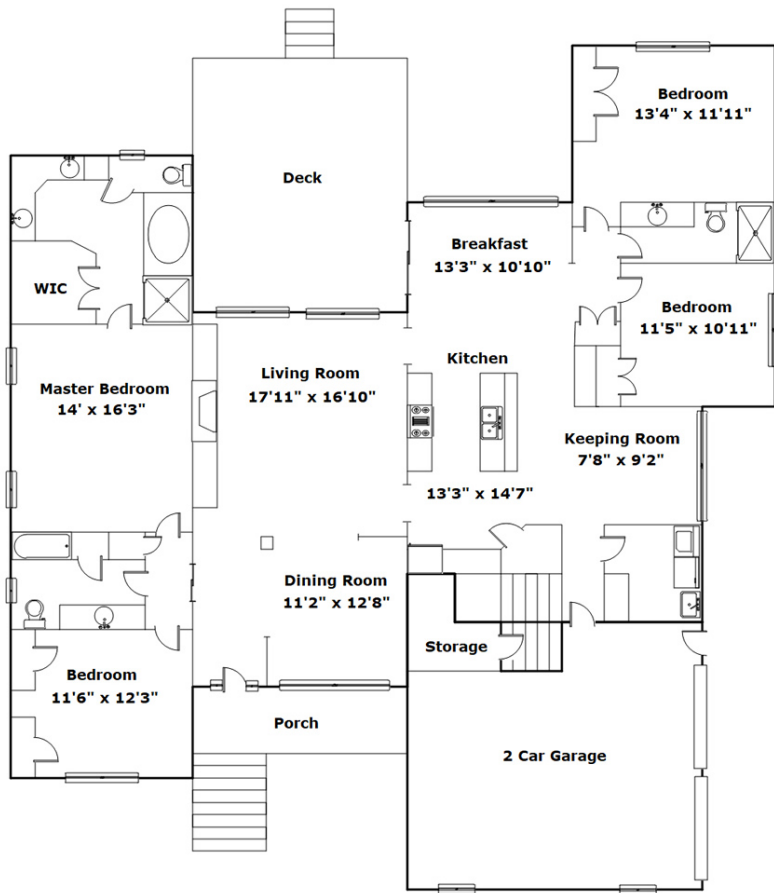 Bedroom
13'4" x 11'11"
Deck
Breakfast
13'3" x 10'10"
WIC
Bedroom
11'5" x 10'11"
Living Room
17'11" x 16'10"
Kitchen
Master Bedroom
14' x 16'3"
Keeping Room
7'8" x 9'2"
13'3" x 14'7"
Dining Room
11'2" x 12'8"
Storage
Bedroom
11'6" x 12'3"
Porch
2 Car Garage